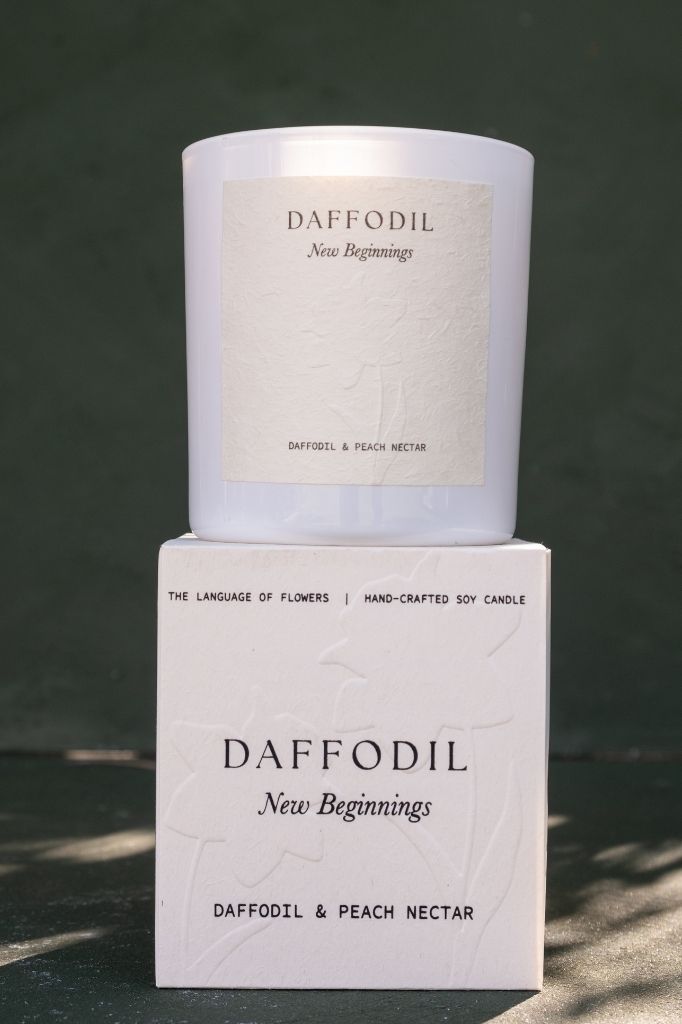 DAFFODIL
New Beginnings
DAFFODIL & PEACH NECTAR
THE LANGUAGE OF FLOWERS | HAND-CRAFTED SOY CANDLE
DAFFODIL
New Beginnings
DAFFODIL & PEACH NECTAR